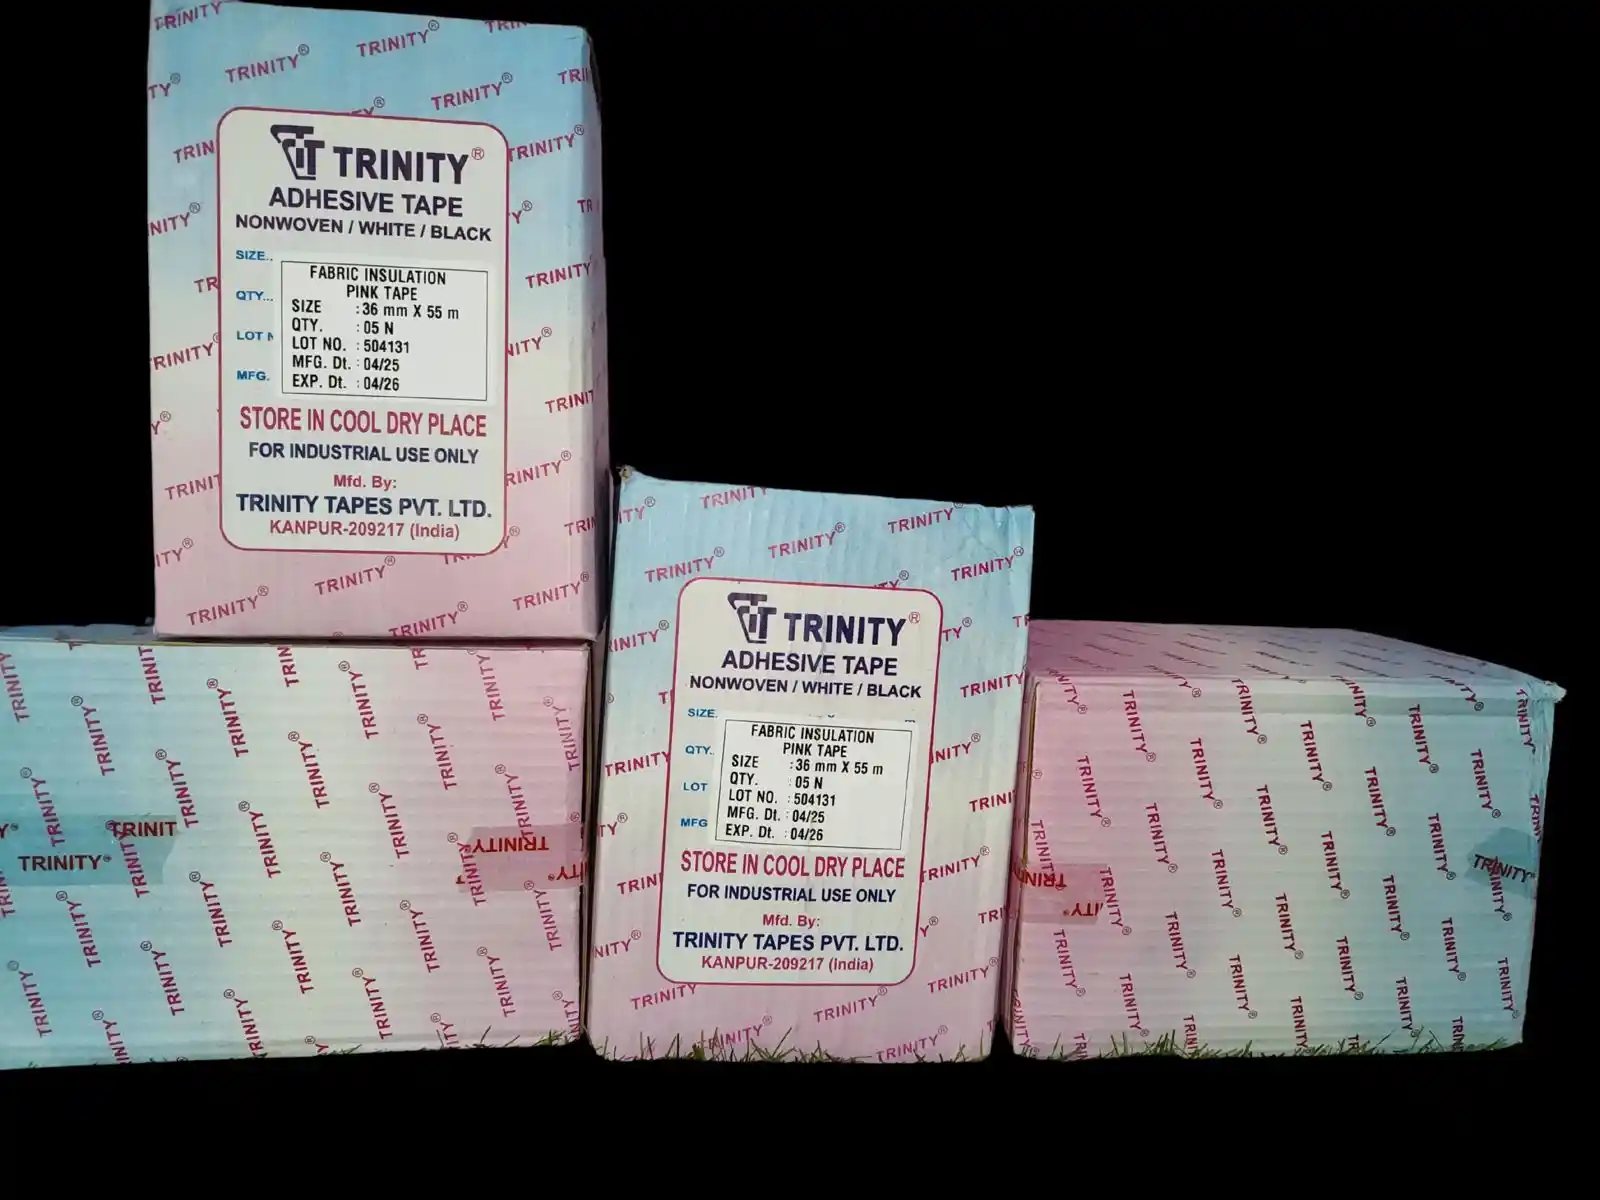 TRINITY®
ADHESIVE TAPE
NONWOVEN / WHITE / BLACK
SIZE..
FABRIC INSULATION
PINK TAPE
SIZE : 36 mm X 55 m
QTY...
QTY. : 05 N
LOT N
LOT NO. : 504131
MFG. Dt. : 04/25
MFG.
EXP. Dt. : 04/26
STORE IN COOL DRY PLACE
FOR INDUSTRIAL USE ONLY
Mfd. By:
TRINITY TAPES PVT. LTD.
KANPUR-209217 (India)
TRINITY®
ADHESIVE TAPE
NONWOVEN / WHITE / BLACK
SIZE.
FABRIC INSULATION
PINK TAPE
QTY..
SIZE : 36 mm X 55 m
QTY. : 05 N
LOT
LOT NO. : 504131
MFG. Dt. : 04/25
MFG
EXP. Dt. : 04/26
STORE IN COOL DRY PLACE
FOR INDUSTRIAL USE ONLY
Mfd. By:
TRINITY TAPES PVT. LTD.
KANPUR-209217 (India)
TRINIT
TRINITY®
TRINITY
TRINITY®